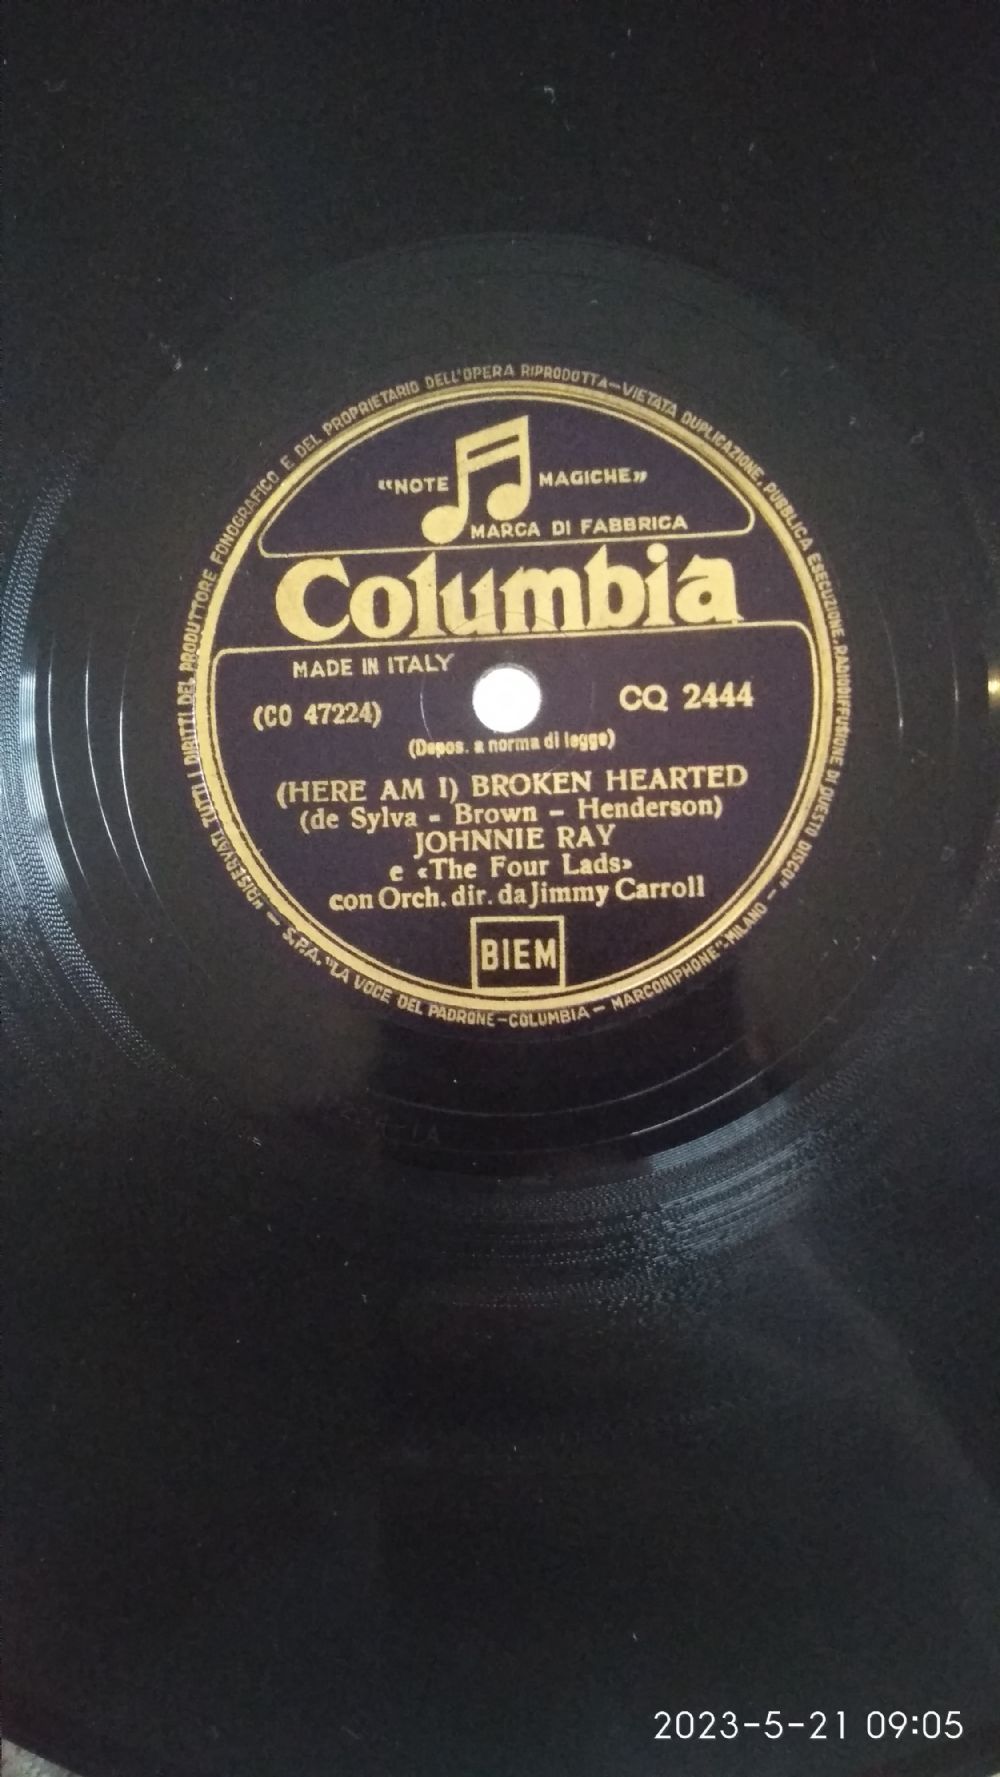 "RISERVATI TUTTI I DIRITTI DEL PRODUTTORE FONOGRAFICO E DEL PROPRIETARIO DELL'OPERA RIPRODOTTA—VIETATA DUPLICAZIONE, PUBBLICA ESECUZIONE, RADIODIFFUSIONE DI QUESTO DISCO" —
“NOTE MAGICHE”
MARCA DI FABBRICA
Columbia
MADE IN ITALY
(CO 47224)
CQ 2444
(Depos. a norma di legge)
(HERE AM I) BROKEN HEARTED
(de Sylva - Brown - Henderson)
JOHNNIE RAY
e «The Four Lads»
con Orch. dir. da Jimmy Carroll
BIEM
— S.P.A. "LA VOCE DEL PADRONE—COLUMBIA — MARCONIPHONE"-MILANO —
2023-5-21 09:05